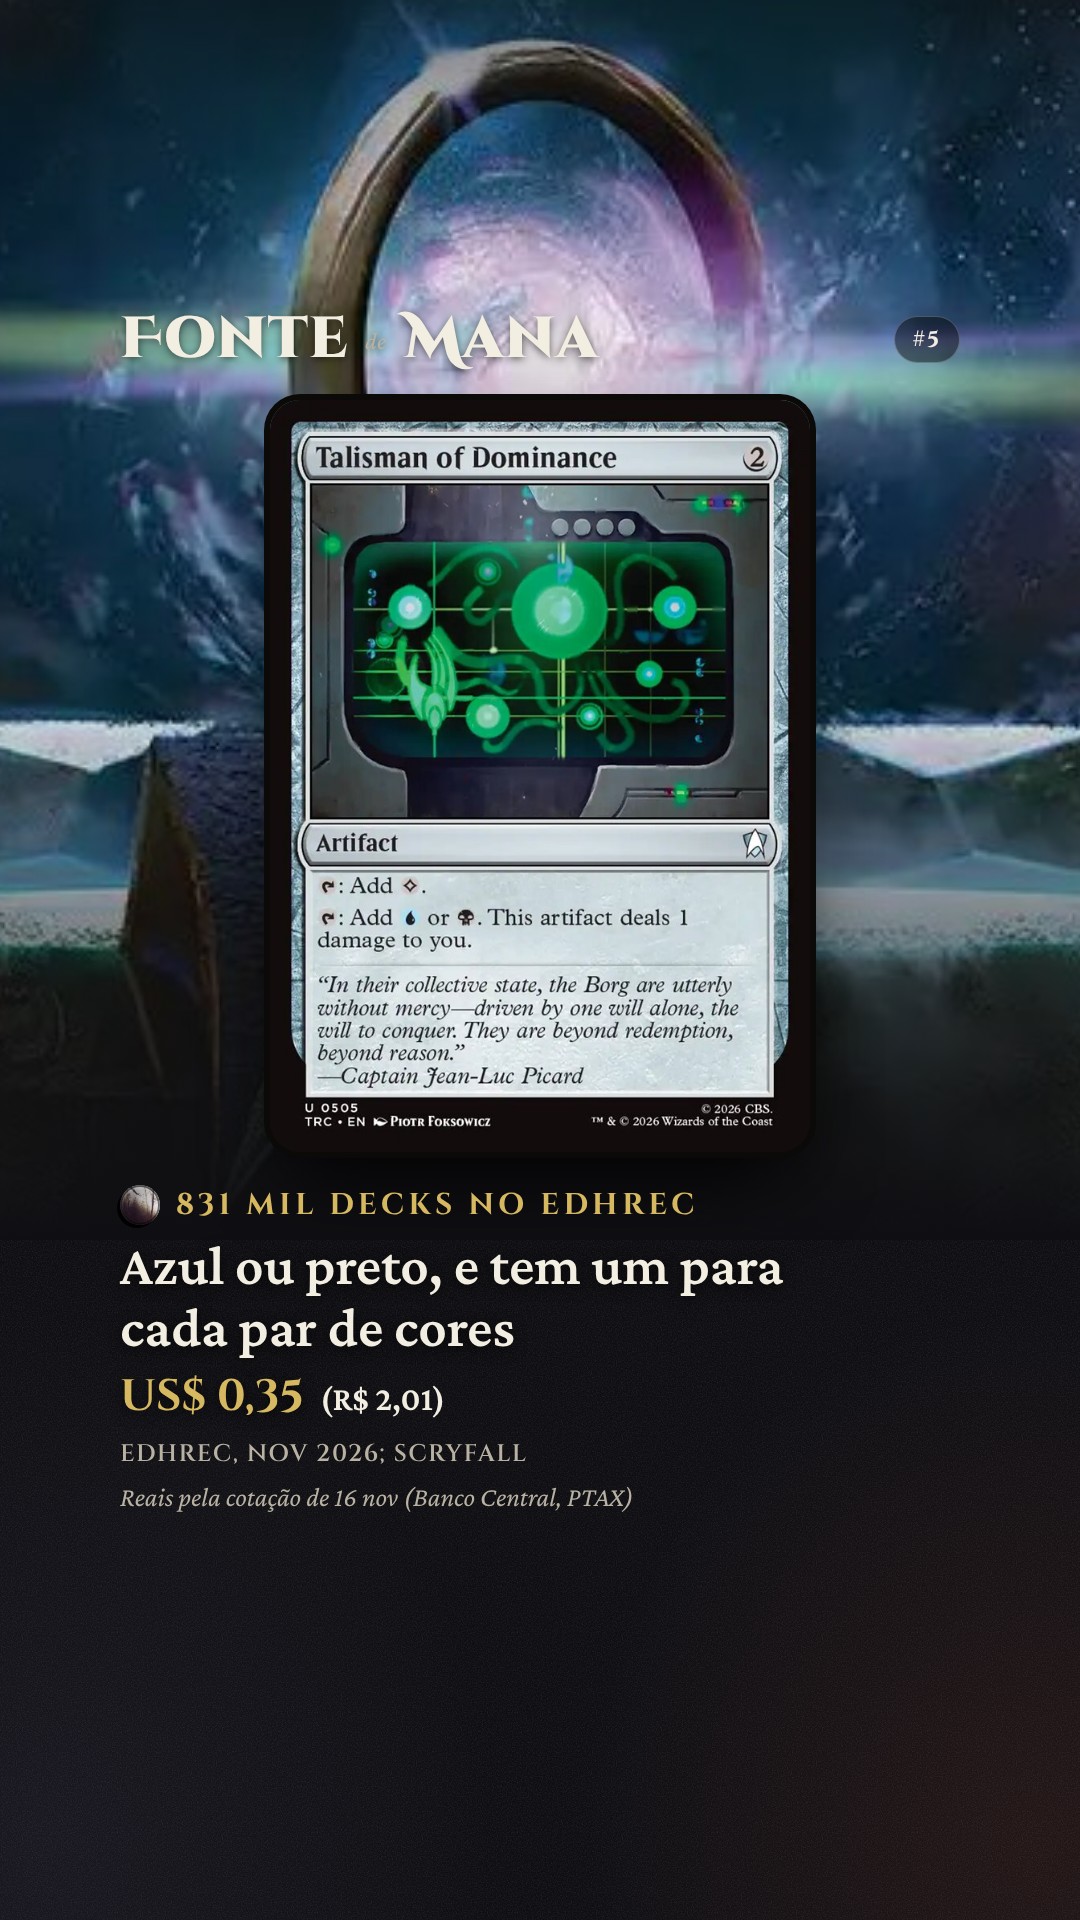 FONTE de MANA
#5
Talisman of Dominance 2
Artifact
: Add .
: Add or . This artifact deals 1
damage to you.
“In their collective state, the Borg are utterly
without mercy—driven by one will alone, the
will to conquer. They are beyond redemption,
beyond reason.”
—Captain Jean-Luc Picard
U 0505
TRC • EN Piotr Foksowicz
© 2026 CBS.
™ & © 2026 Wizards of the Coast
831 MIL DECKS NO EDHREC
Azul ou preto, e tem um para
cada par de cores
US$ 0,35 (R$ 2,01)
EDHREC, NOV 2026; SCRYFALL
Reais pela cotação de 16 nov (Banco Central, PTAX)